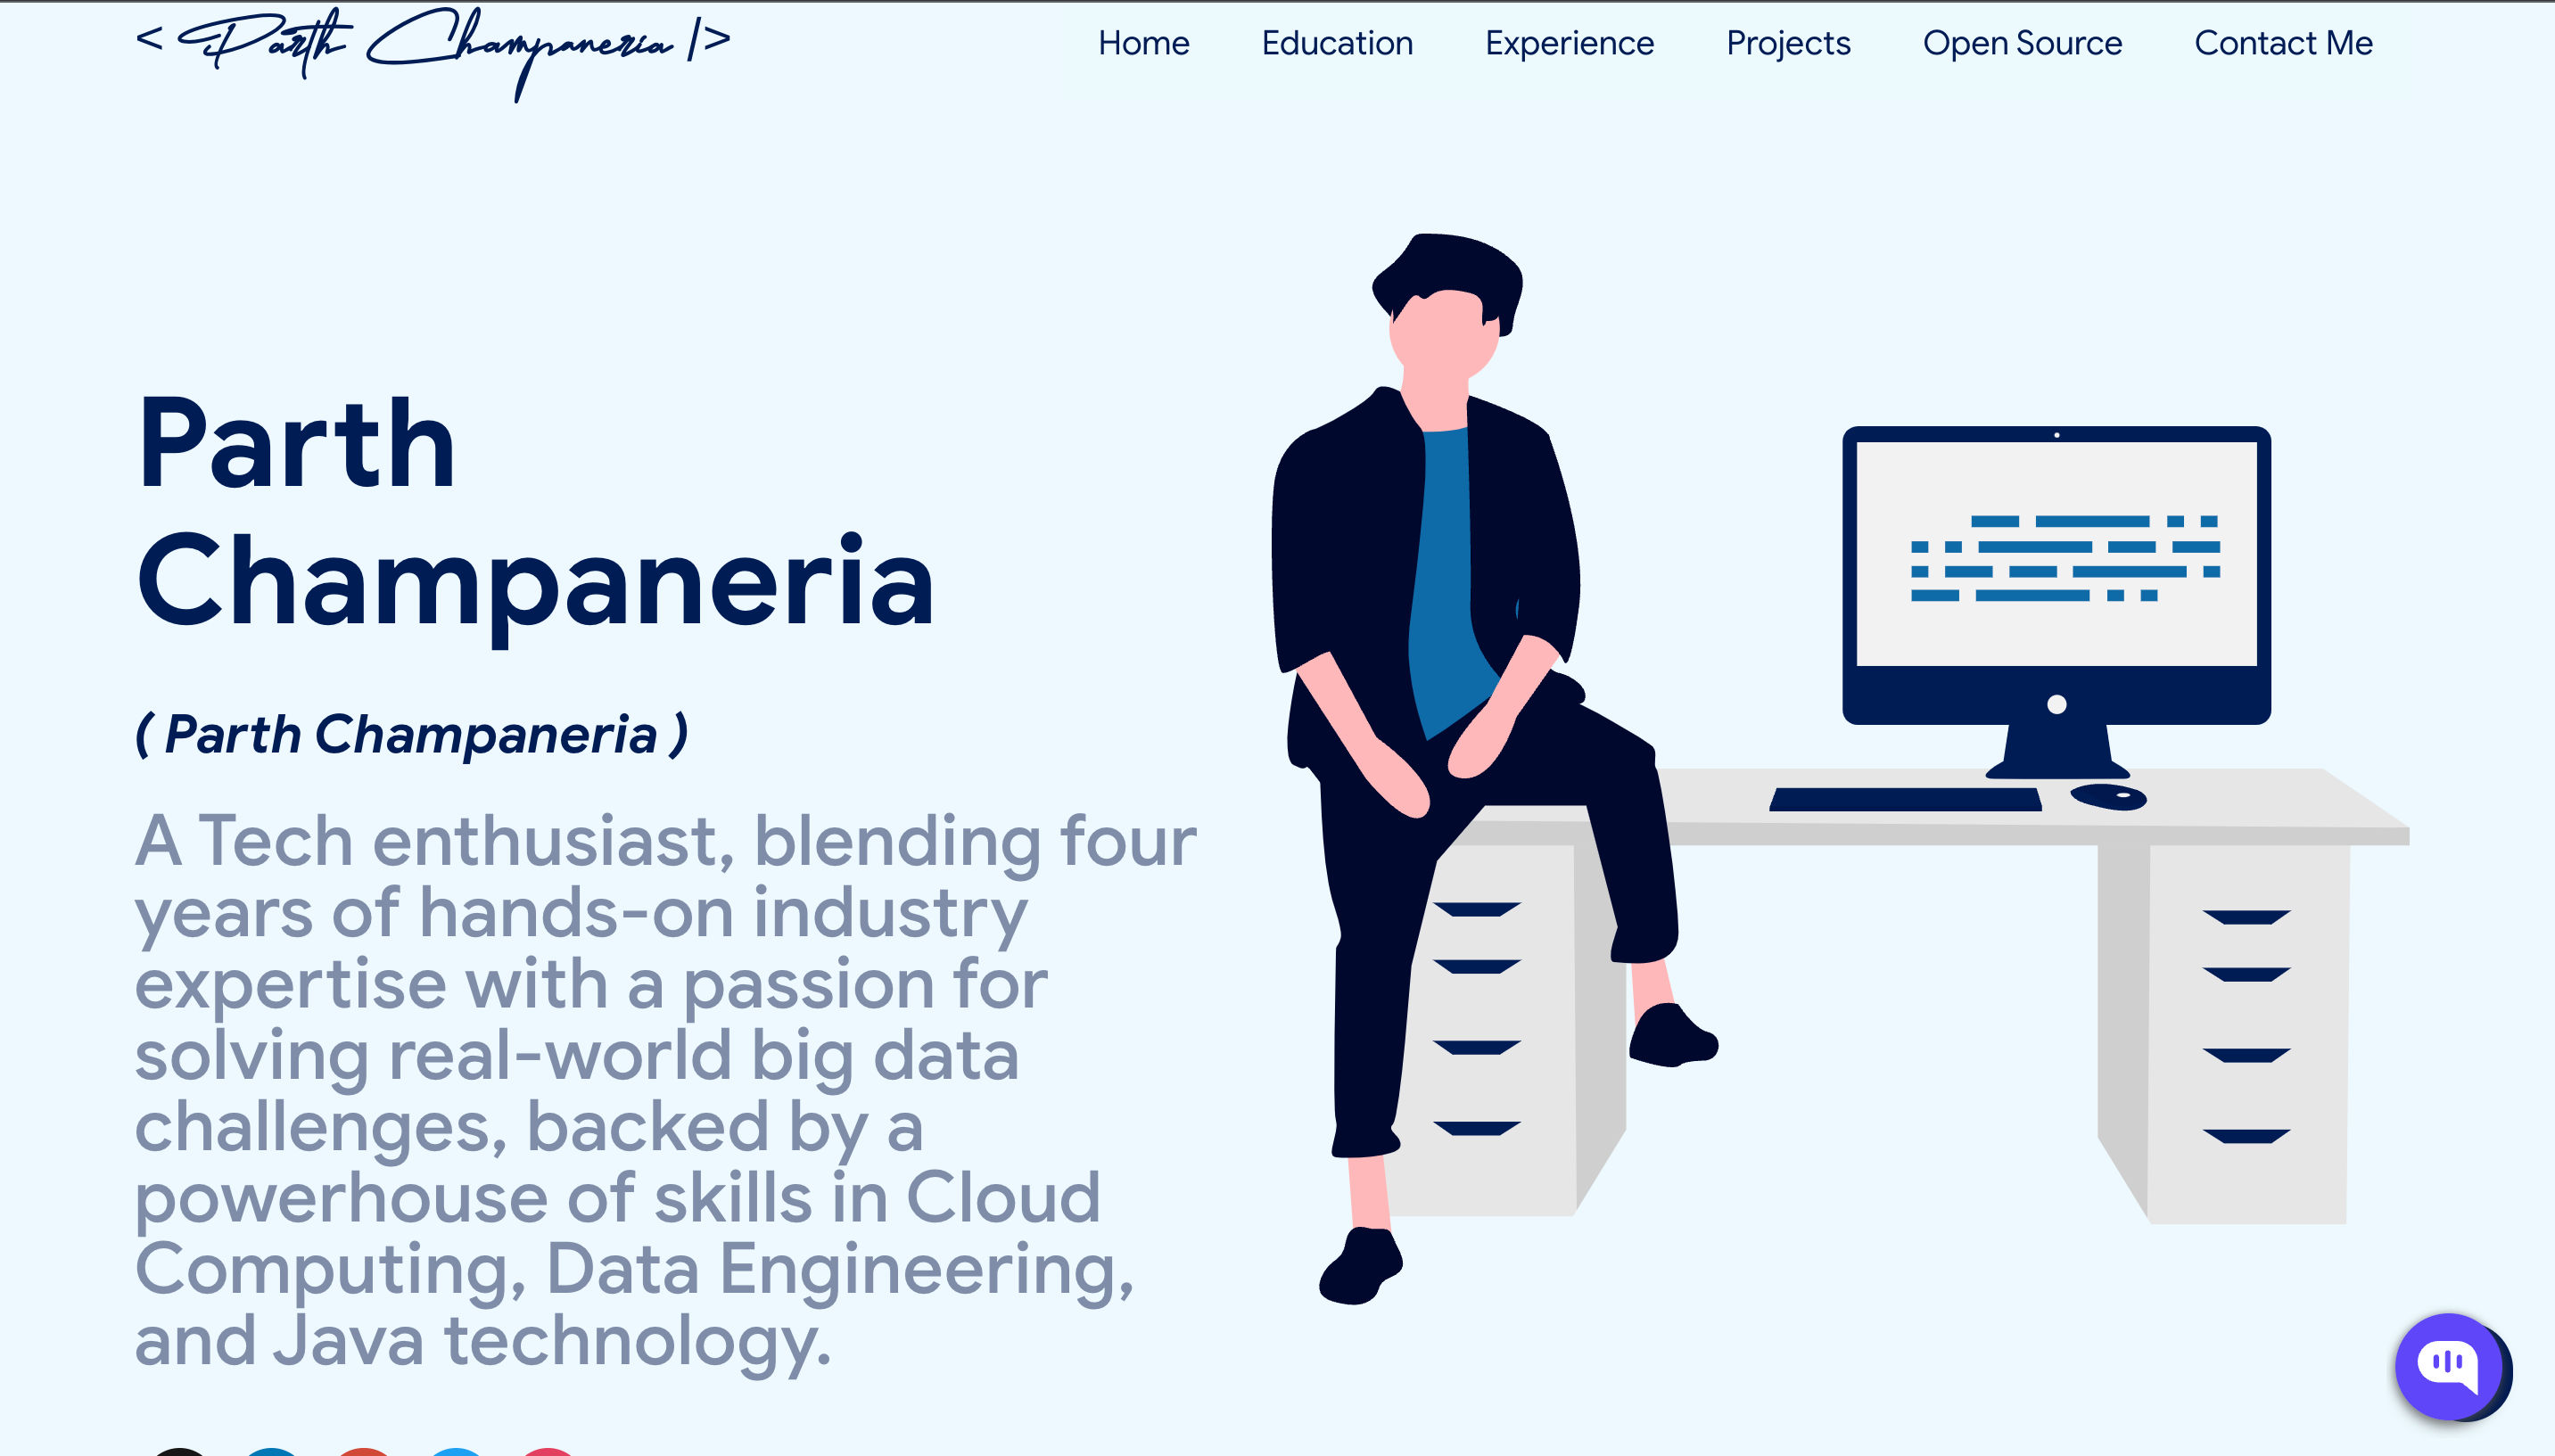 < Parth Champaneria />
Home Education Experience Projects Open Source Contact Me
Parth
Champaneria
( Parth Champaneria )
A Tech enthusiast, blending four
years of hands-on industry
expertise with a passion for
solving real-world big data
challenges, backed by a
powerhouse of skills in Cloud
Computing, Data Engineering,
and Java technology.